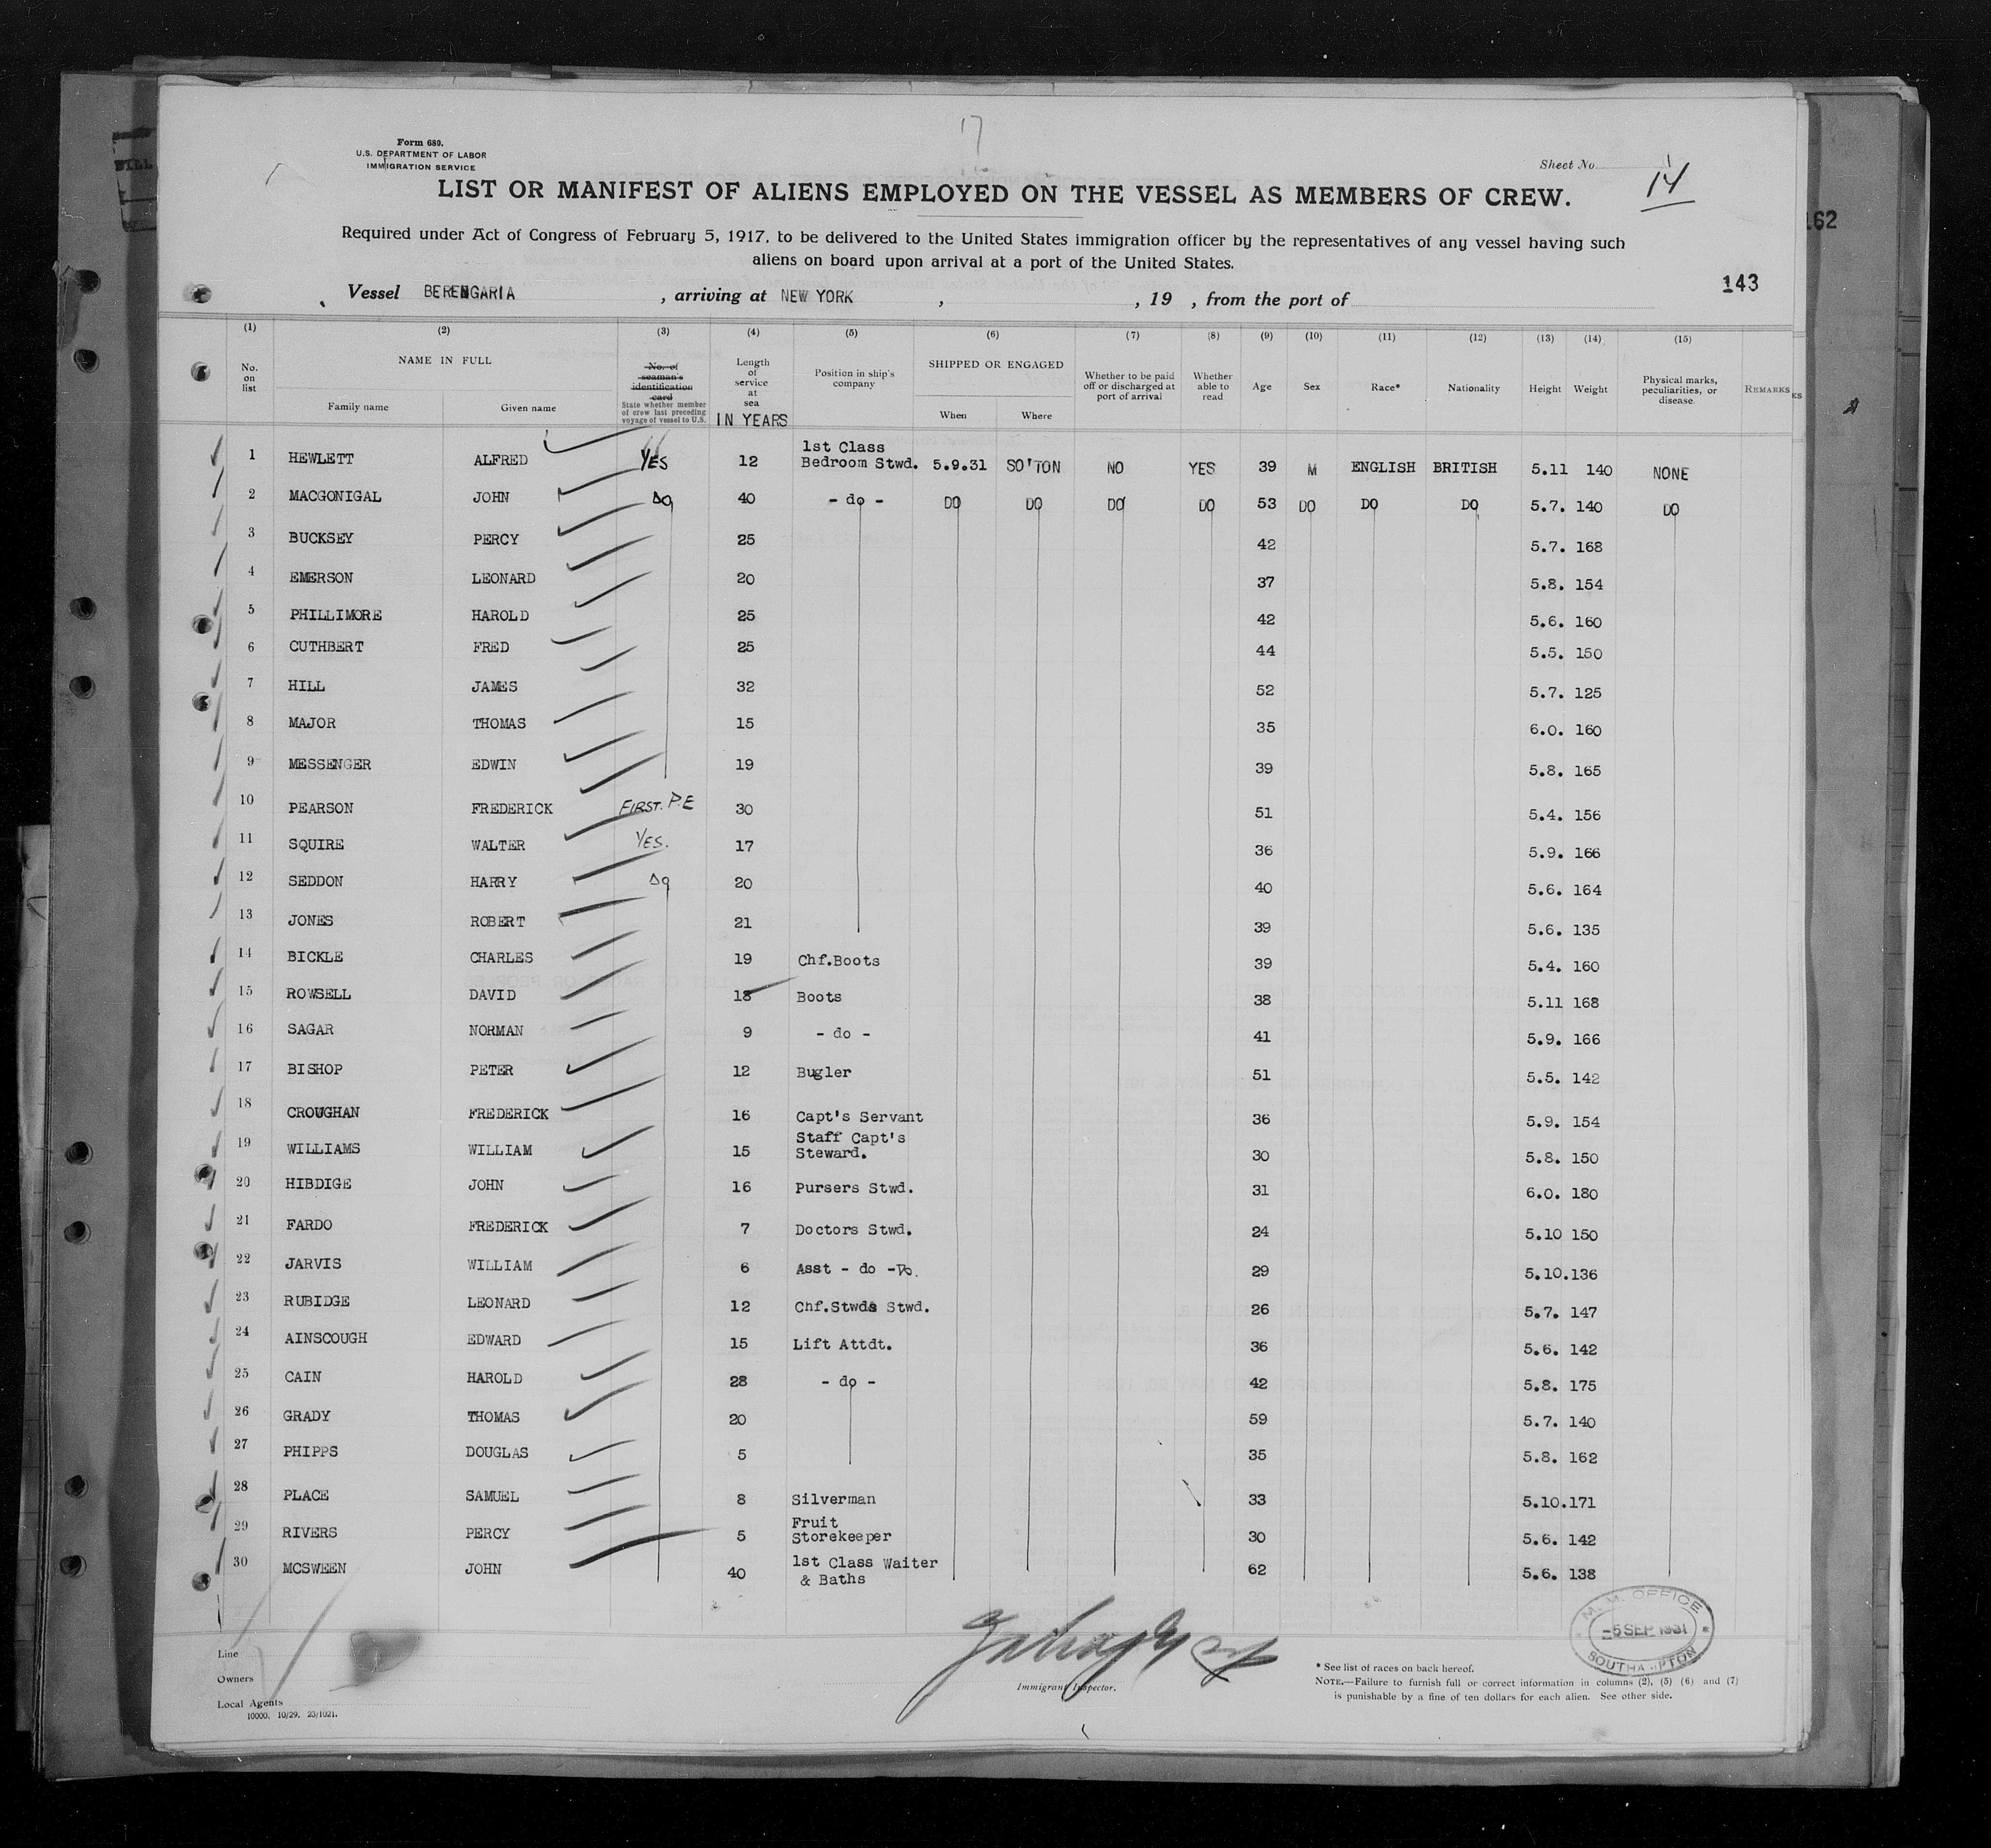 17
Form 689.
U.S. DEPARTMENT OF LABOR
IMMIGRATION SERVICE
Sheet No. 14
LIST OR MANIFEST OF ALIENS EMPLOYED ON THE VESSEL AS MEMBERS OF CREW.
Required under Act of Congress of February 5, 1917, to be delivered to the United States immigration officer by the representatives of any vessel having such
aliens on board upon arrival at a port of the United States.
162
143
Vessel BERENGARIA , arriving at NEW YORK , , 19 , from the port of
(1) (2) (3) (4) (5) (6) (7) (8) (9) (10) (11) (12) (13) (14) (15)
No. on list
NAME IN FULL
Family name Given name
No. of seaman's identification card
State whether member of crew last preceding voyage of vessel to U.S.
Length of service at sea
IN YEARS
Position in ship's company
SHIPPED OR ENGAGED
When Where
Whether to be paid off or discharged at port of arrival
Whether able to read
Age Sex Race* Nationality Height Weight
Physical marks, peculiarities, or disease
REMARKS
1 HEWLETT ALFRED YES 12 1st Class Bedroom Stwd. 5.9.31 SO'TON NO YES 39 M ENGLISH BRITISH 5.11 140 NONE
2 MACGONIGAL JOHN Do 40 - do - DO DO DO DO 53 DO DO DO 5.7. 140 DO
3 BUCKSEY PERCY 25 42 5.7. 168
4 EMERSON LEONARD 20 37 5.8. 154
5 PHILLIMORE HAROLD 25 42 5.6. 160
6 CUTHBERT FRED 25 44 5.5. 150
7 HILL JAMES 32 52 5.7. 125
8 MAJOR THOMAS 15 35 6.0. 160
9 MESSENGER EDWIN 19 39 5.8. 165
10 PEARSON FREDERICK FIRST. P.E 30 51 5.4. 156
11 SQUIRE WALTER YES. 17 36 5.9. 166
12 SEDDON HARRY Do 20 40 5.6. 164
13 JONES ROBERT 21 39 5.6. 135
14 BICKLE CHARLES 19 Chf.Boots 39 5.4. 160
15 ROWSELL DAVID 18 Boots 38 5.11 168
16 SAGAR NORMAN 9 - do - 41 5.9. 166
17 BISHOP PETER 12 Bugler 51 5.5. 142
18 CROUGHAN FREDERICK 16 Capt's Servant 36 5.9. 154
19 WILLIAMS WILLIAM 15 Staff Capt's Steward. 30 5.8. 150
20 HIBDIGE JOHN 16 Pursers Stwd. 31 6.0. 180
21 FARDO FREDERICK 7 Doctors Stwd. 24 5.10 150
22 JARVIS WILLIAM 6 Asst - do -Do. 29 5.10.136
23 RUBIDGE LEONARD 12 Chf.Stwds Stwd. 26 5.7. 147
24 AINSCOUGH EDWARD 15 Lift Attdt. 36 5.6. 142
25 CAIN HAROLD 28 - do - 42 5.8. 175
26 GRADY THOMAS 20 59 5.7. 140
27 PHIPPS DOUGLAS 5 35 5.8. 162
28 PLACE SAMUEL 8 Silverman 33 5.10.171
29 RIVERS PERCY 5 Fruit Storekeeper 30 5.6. 142
30 MCSWEEN JOHN 40 1st Class Waiter & Baths 62 5.6. 138
M.M. OFFICE
-5 SEP 1931
SOUTHAMPTON
Line
Owners
Local Agents
10000. 10/29. 23/1021.
Immigrant Inspector.
* See list of races on back hereof.
NOTE.—Failure to furnish full or correct information in columns (2), (5) (6) and (7)
is punishable by a fine of ten dollars for each alien. See other side.